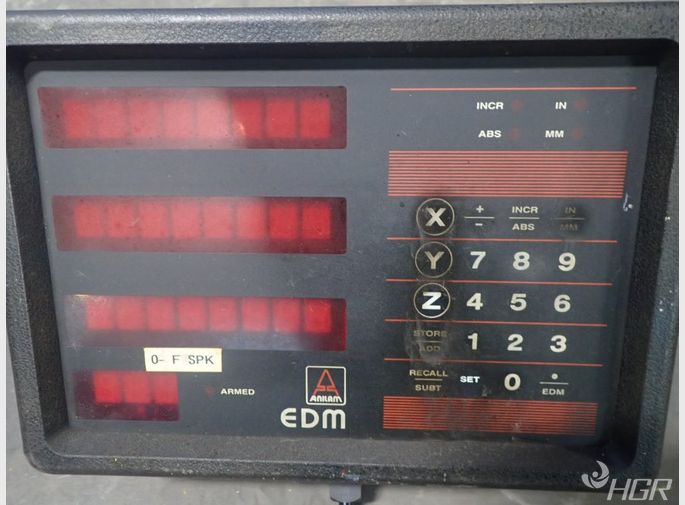 INCR IN
ABS MM
X + - INCR ABS IN MM
Y 7 8 9
Z 4 5 6
STORE ADD 1 2 3
RECALL SUBT SET 0 • EDM
0- F SPK
ARMED
ANILAM
EDM
HGR